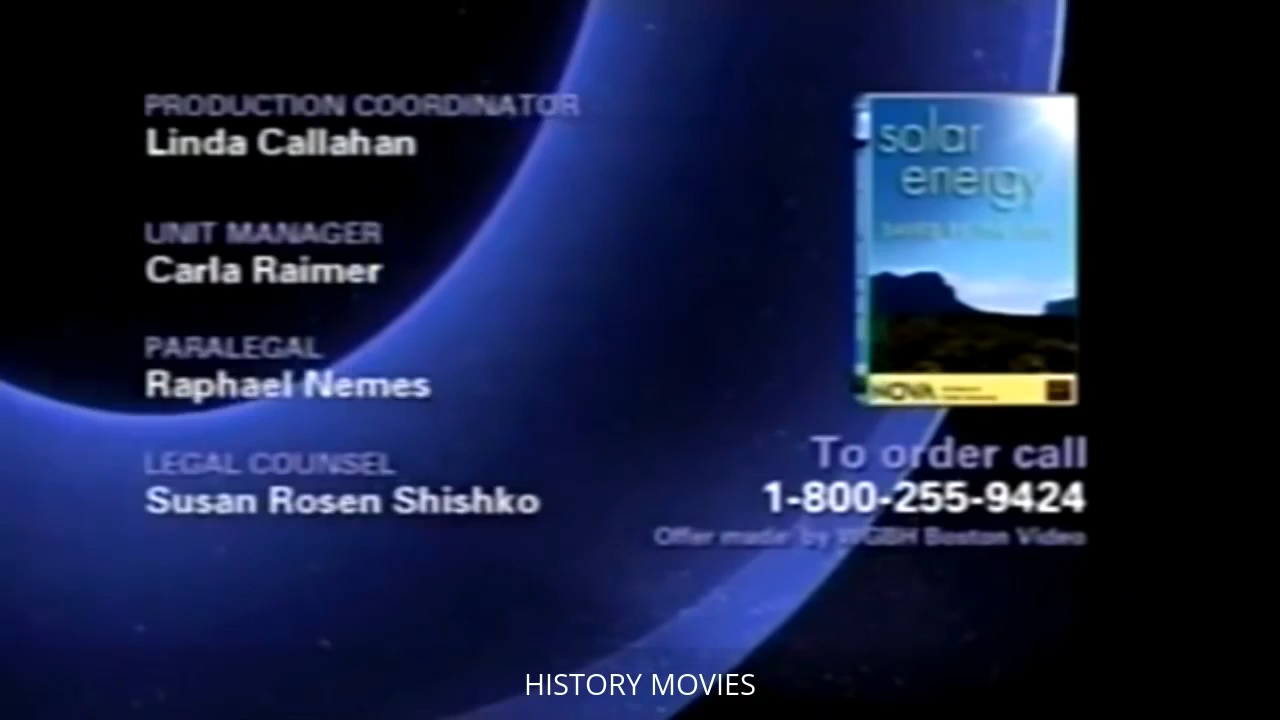 PRODUCTION COORDINATOR
Linda Callahan
UNIT MANAGER
Carla Raimer
PARALEGAL
Raphael Nemes
LEGAL COUNSEL
Susan Rosen Shishko
solar
energy
NOVA
To order call
1-800-255-9424
Offer made by WGBH Boston Video
HISTORY MOVIES